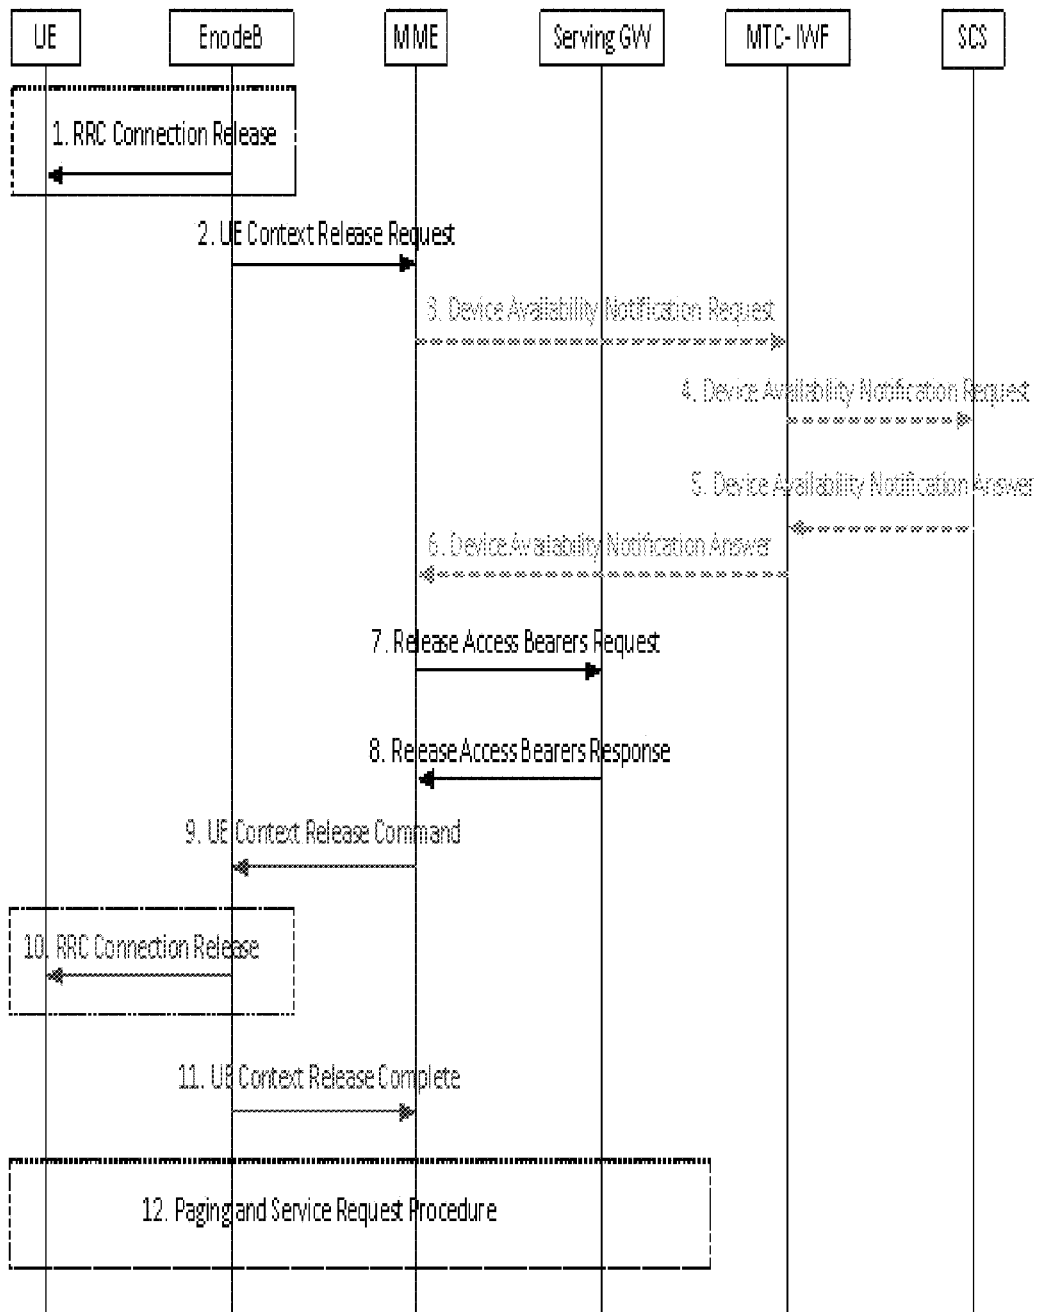 UE EnodeB MME Serving GW MTC- IWF SCS
1. RRC Connection Release
2. UE Context Release Request
3. Device Availability Notification Request
4. Device Availability Notification Request
5. Device Availability Notification Answer
6. Device Availability Notification Answer
7. Release Access Bearers Request
8. Release Access Bearers Response
9. UE Context Release Command
10. RRC Connection Release
11. UE Context Release Complete
12. Paging and Service Request Procedure